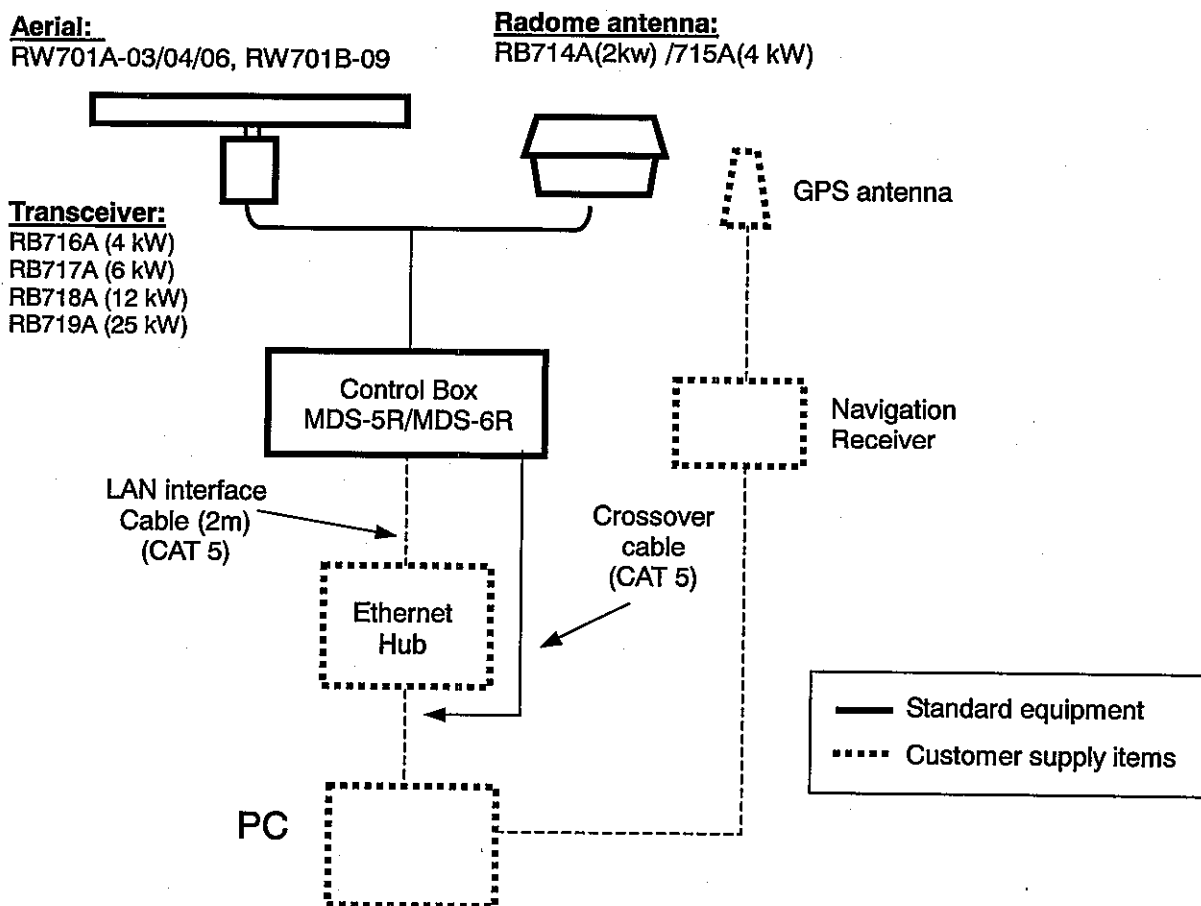 Aerial:
RW701A-03/04/06, RW701B-09
Radome antenna:
RB714A(2kw) /715A(4 kW)
GPS antenna
Transceiver:
RB716A (4 kW)
RB717A (6 kW)
RB718A (12 kW)
RB719A (25 kW)
Control Box
MDS-5R/MDS-6R
Navigation
Receiver
LAN interface
Cable (2m)
(CAT 5)
Crossover
cable
(CAT 5)
Ethernet
Hub
Standard equipment
Customer supply items
PC